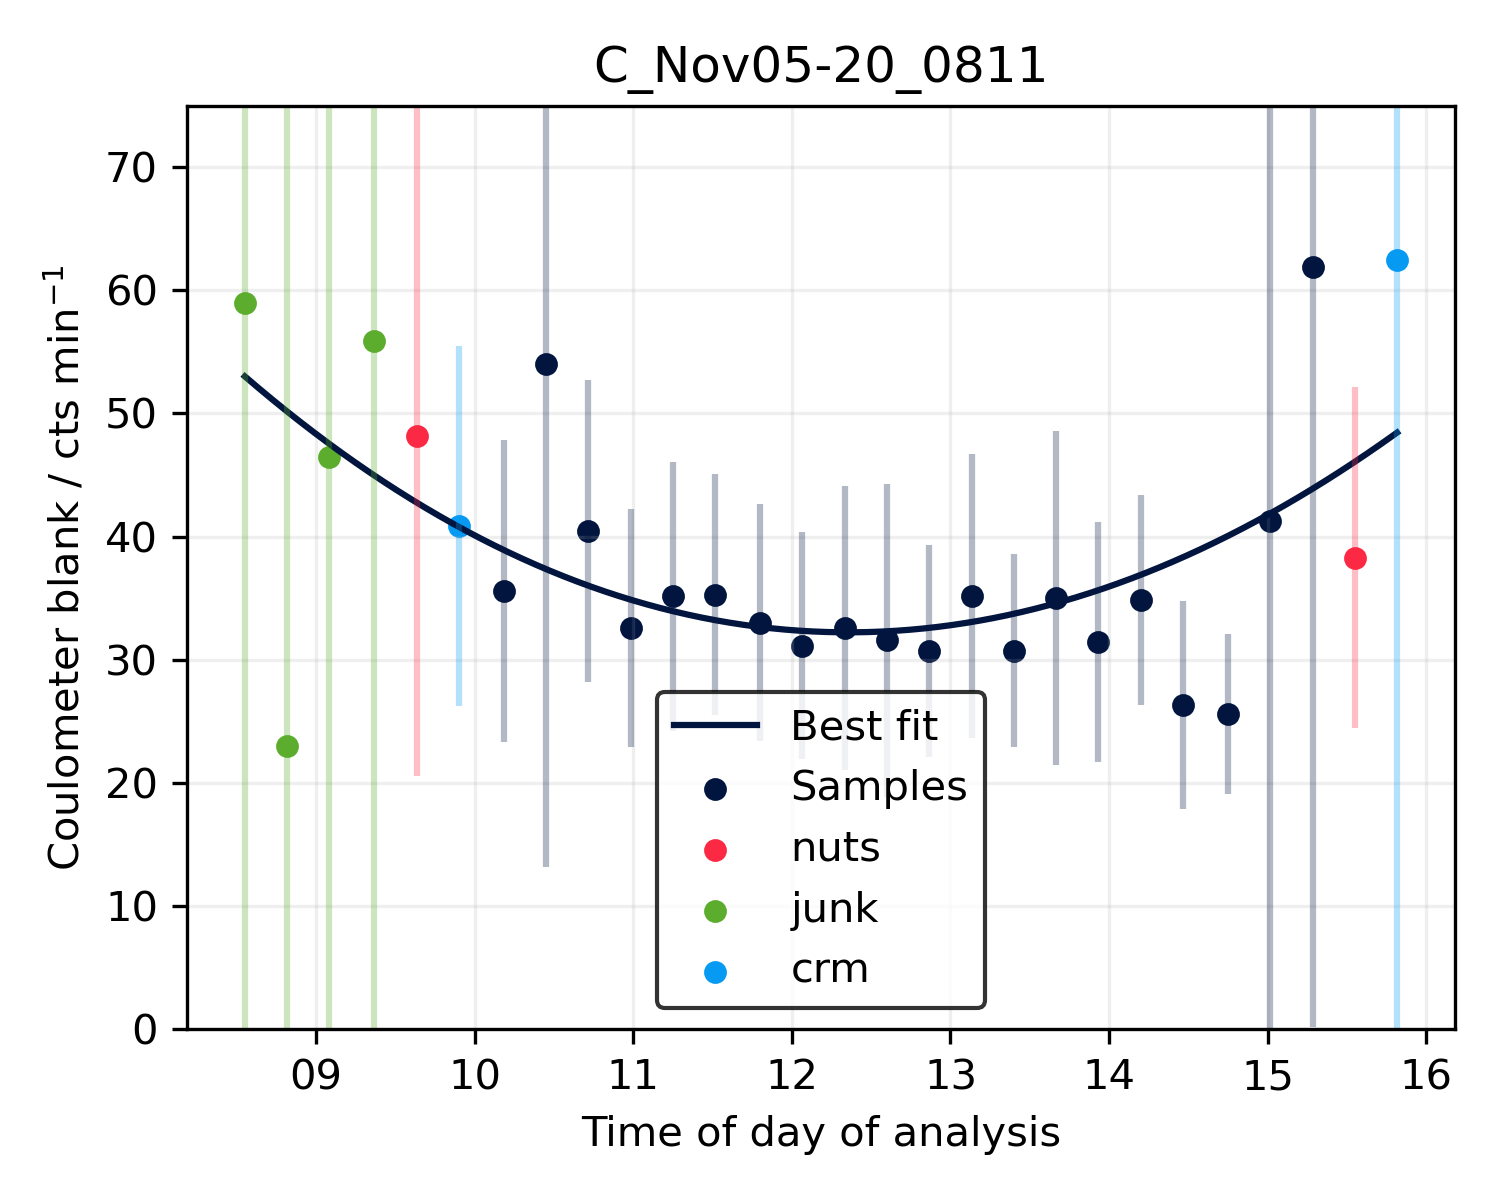 C_Nov05-20_0811
Coulometer blank / cts min⁻¹
70
60
50
40
30
20
10
0
Best fit
Samples
nuts
junk
crm
09 10 11 12 13 14 15 16
Time of day of analysis